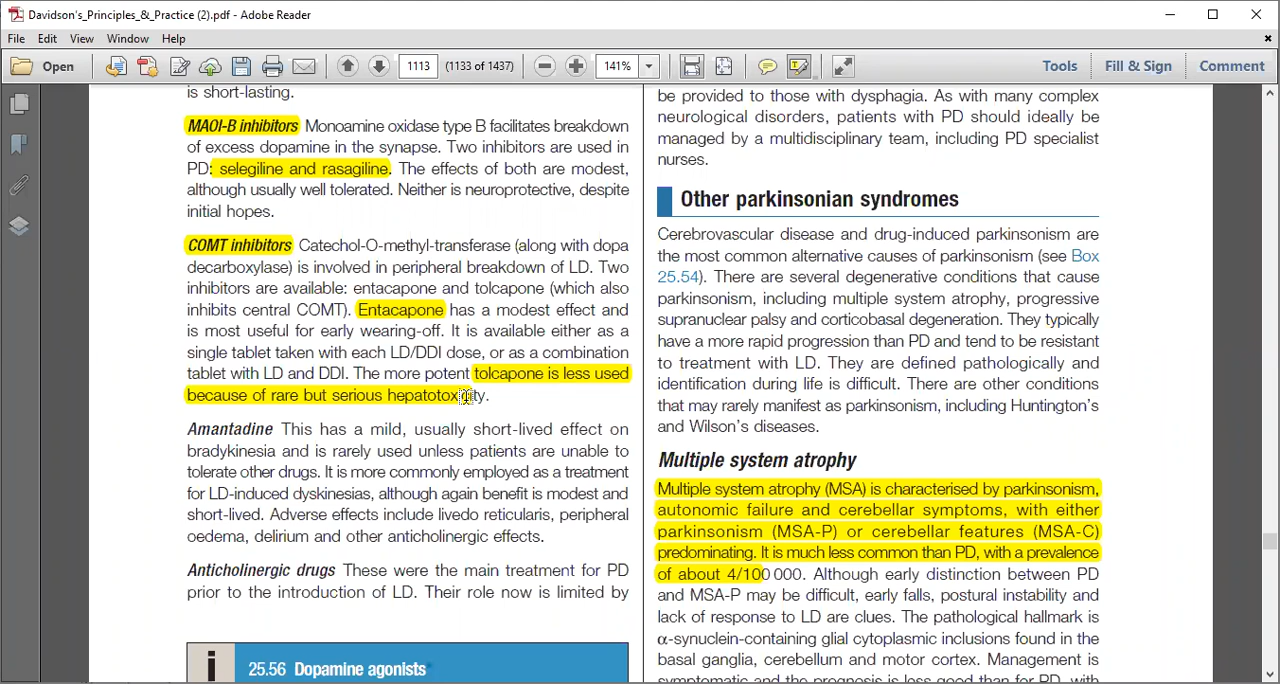 Davidson's_Principles_&_Practice (2).pdf - Adobe Reader
File Edit View Window Help
Open 1113 (1133 of 1437) 141% Tools Fill & Sign Comment
is short-lasting.
MAOI-B inhibitors Monoamine oxidase type B facilitates breakdown
of excess dopamine in the synapse. Two inhibitors are used in
PD: selegiline and rasagiline. The effects of both are modest,
although usually well tolerated. Neither is neuroprotective, despite
initial hopes.
COMT inhibitors Catechol-O-methyl-transferase (along with dopa
decarboxylase) is involved in peripheral breakdown of LD. Two
inhibitors are available: entacapone and tolcapone (which also
inhibits central COMT). Entacapone has a modest effect and
is most useful for early wearing-off. It is available either as a
single tablet taken with each LD/DDI dose, or as a combination
tablet with LD and DDI. The more potent tolcapone is less used
because of rare but serious hepatotoxicity.
Amantadine This has a mild, usually short-lived effect on
bradykinesia and is rarely used unless patients are unable to
tolerate other drugs. It is more commonly employed as a treatment
for LD-induced dyskinesias, although again benefit is modest and
short-lived. Adverse effects include livedo reticularis, peripheral
oedema, delirium and other anticholinergic effects.
Anticholinergic drugs These were the main treatment for PD
prior to the introduction of LD. Their role now is limited by
i 25.56 Dopamine agonists
be provided to those with dysphagia. As with many complex
neurological disorders, patients with PD should ideally be
managed by a multidisciplinary team, including PD specialist
nurses.
Other parkinsonian syndromes
Cerebrovascular disease and drug-induced parkinsonism are
the most common alternative causes of parkinsonism (see Box
25.54). There are several degenerative conditions that cause
parkinsonism, including multiple system atrophy, progressive
supranuclear palsy and corticobasal degeneration. They typically
have a more rapid progression than PD and tend to be resistant
to treatment with LD. They are defined pathologically and
identification during life is difficult. There are other conditions
that may rarely manifest as parkinsonism, including Huntington's
and Wilson's diseases.
Multiple system atrophy
Multiple system atrophy (MSA) is characterised by parkinsonism,
autonomic failure and cerebellar symptoms, with either
parkinsonism (MSA-P) or cerebellar features (MSA-C)
predominating. It is much less common than PD, with a prevalence
of about 4/100 000. Although early distinction between PD
and MSA-P may be difficult, early falls, postural instability and
lack of response to LD are clues. The pathological hallmark is
α-synuclein-containing glial cytoplasmic inclusions found in the
basal ganglia, cerebellum and motor cortex. Management is
symptomatic and the prognosis is less good than for PD, with